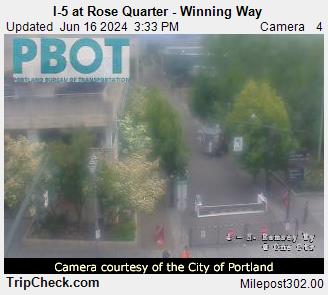 I-5 at Rose Quarter - Winning Way
Updated Jun 16 2024 3:33 PM Camera 4
PBOT
PORTLAND BUREAU OF TRANSPORTATION
Camera courtesy of the City of Portland
TripCheck.com Milepost302.00